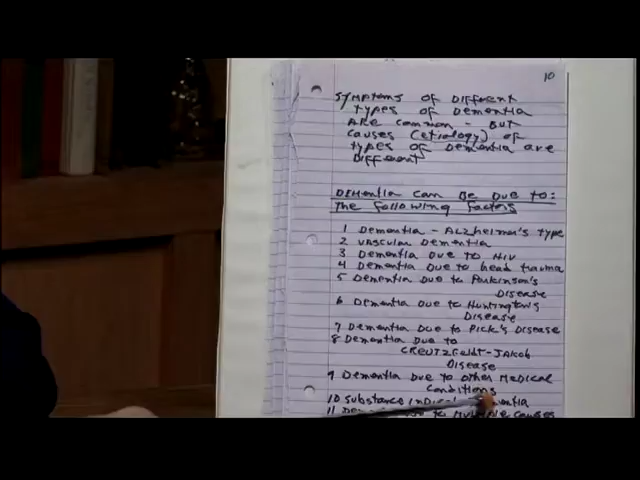 10
Symptoms of Different
types of Dementia
are common - But
causes (etiology) of
types of Dementia are
Different
Dementia can be Due to:
the following factors
1 Dementia - Alzheimer's type
2 Vascular Dementia
3 Dementia Due to HIV
4 Dementia Due to head trauma
5 Dementia Due to Parkinson's
Disease
6 Dementia Due to Huntington's
Disease
7 Dementia Due to Pick's Disease
8 Dementia Due to
CREUTZFELDT-JAKOB
Disease
9 Dementia Due to other Medical
Conditions
10 Substance
11 to Multiple causes